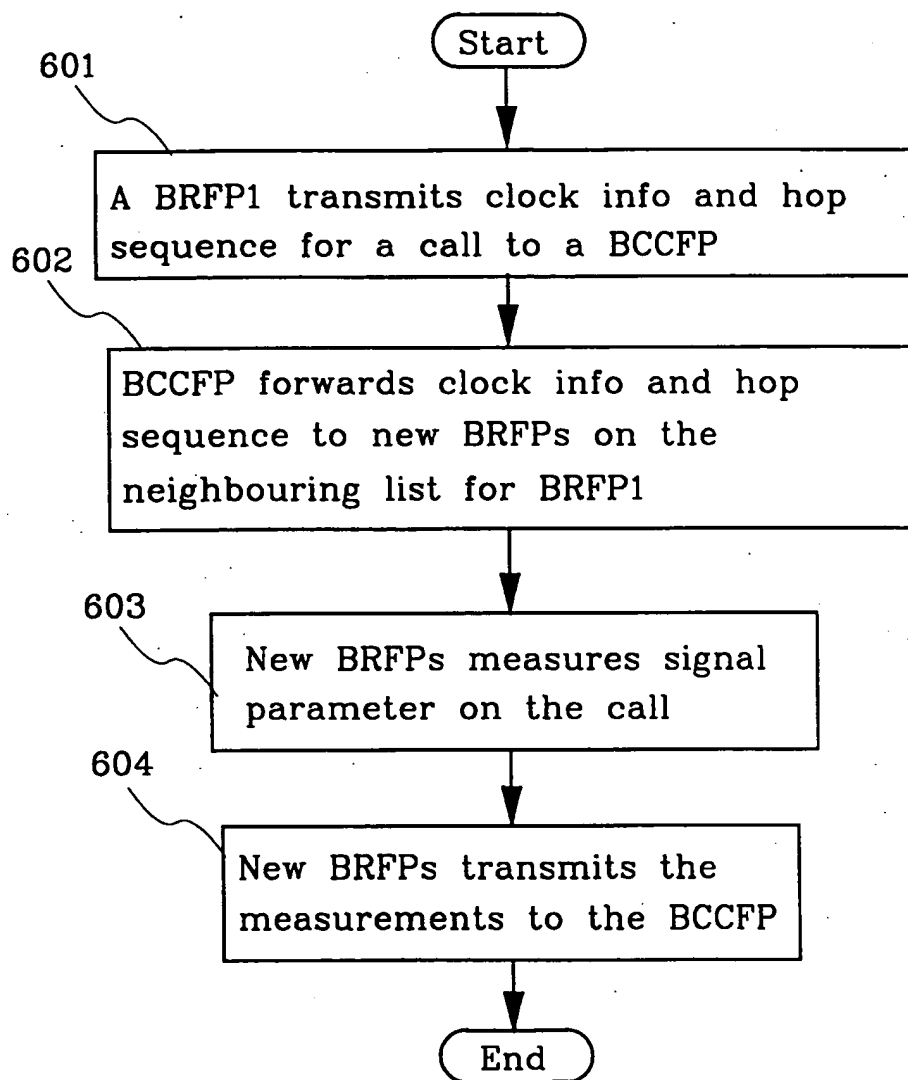 Start
601
A BRFP1 transmits clock info and hop
sequence for a call to a BCCFP
602
BCCFP forwards clock info and hop
sequence to new BRFPs on the
neighbouring list for BRFP1
603
New BRFPs measures signal
parameter on the call
604
New BRFPs transmits the
measurements to the BCCFP
End